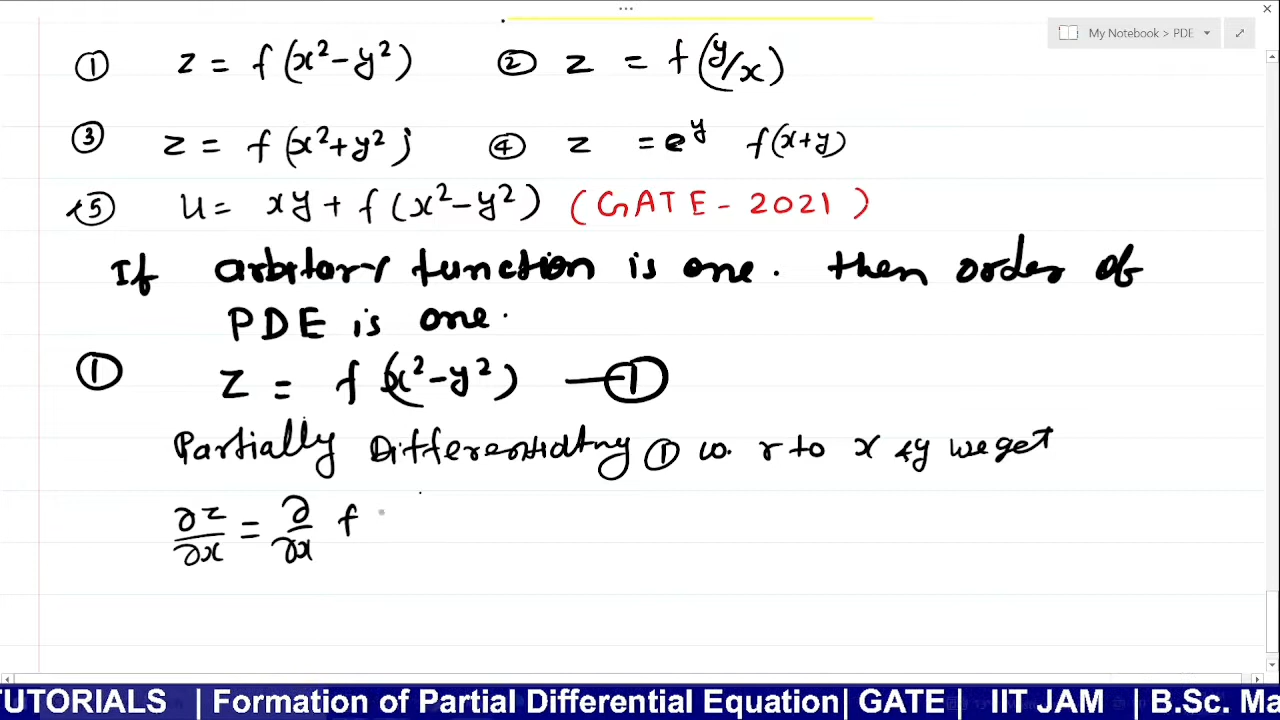 My Notebook > PDE
① z = f(x²-y²) ② z = f(y/x)
③ z = f(x²+y²) ④ z = e^y f(x+y)
⑤ u = xy + f(x²-y²) (GATE - 2021)
If arbitary function is one. then order of
PDE is one.
① z = f(x²-y²) —①
Partially Differentiating ① w. r to x & y we get
∂z/∂x = ∂/∂x f
TUTORIALS | Formation of Partial Differential Equation| GATE | IIT JAM | B.Sc. Ma